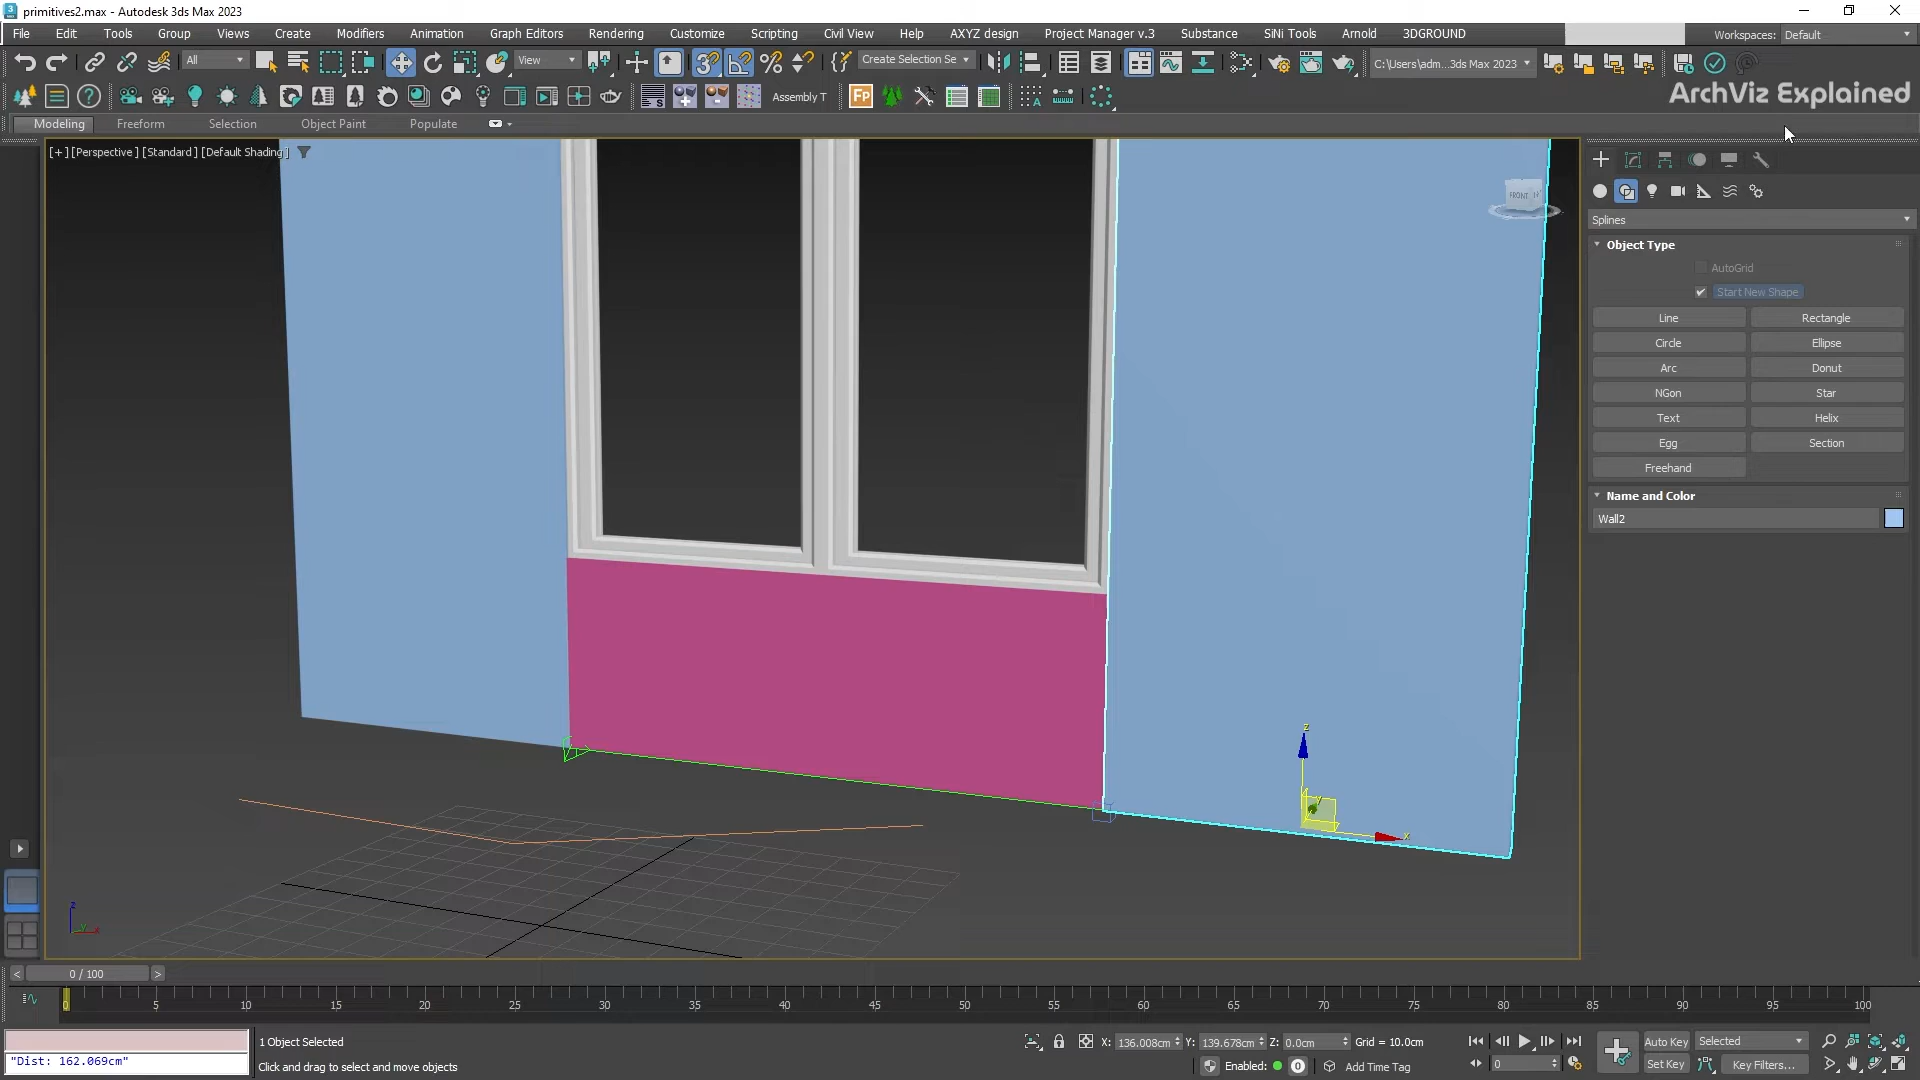 primitives2.max - Autodesk 3ds Max 2023
File Edit Tools Group Views Create Modifiers Animation Graph Editors Rendering Customize Scripting Civil View Help AXYZ design Project Manager v.3 Substance SiNi Tools Arnold 3DGROUND Workspaces: Default
All View Create Selection Se C:\Users\adm...3ds Max 2023
Assembly T FP ArchViz Explained
Modeling Freeform Selection Object Paint Populate
[+] [Perspective] [Standard] [Default Shading]
FRONT
Splines
Object Type
AutoGrid
Start New Shape
Line Rectangle
Circle Ellipse
Arc Donut
NGon Star
Text Helix
Egg Section
Freehand
Name and Color
Wall2
z
y
x
z
x
< 0 / 100 >
0 5 10 15 20 25 30 35 40 45 50 55 60 65 70 75 80 85 90 95 100
1 Object Selected X: 136.008cm Y: 139.678cm Z: 0.0cm Grid = 10.0cm Auto Key Selected
"Dist: 162.069cm" Click and drag to select and move objects Enabled: 0 Add Time Tag 0 Set Key Key Filters...